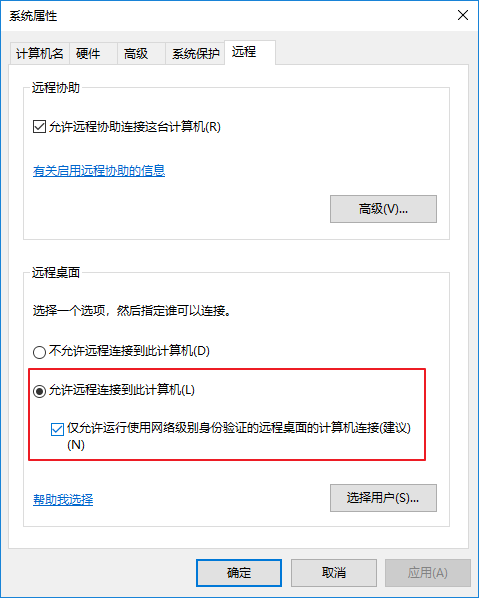 系统属性
计算机名 硬件 高级 系统保护 远程
远程协助
允许远程协助连接这台计算机(R)
有关启用远程协助的信息
高级(V)...
远程桌面
选择一个选项，然后指定谁可以连接。
不允许远程连接到此计算机(D)
允许远程连接到此计算机(L)
仅允许运行使用网络级别身份验证的远程桌面的计算机连接(建议)
(N)
帮助我选择
选择用户(S)...
确定 取消 应用(A)